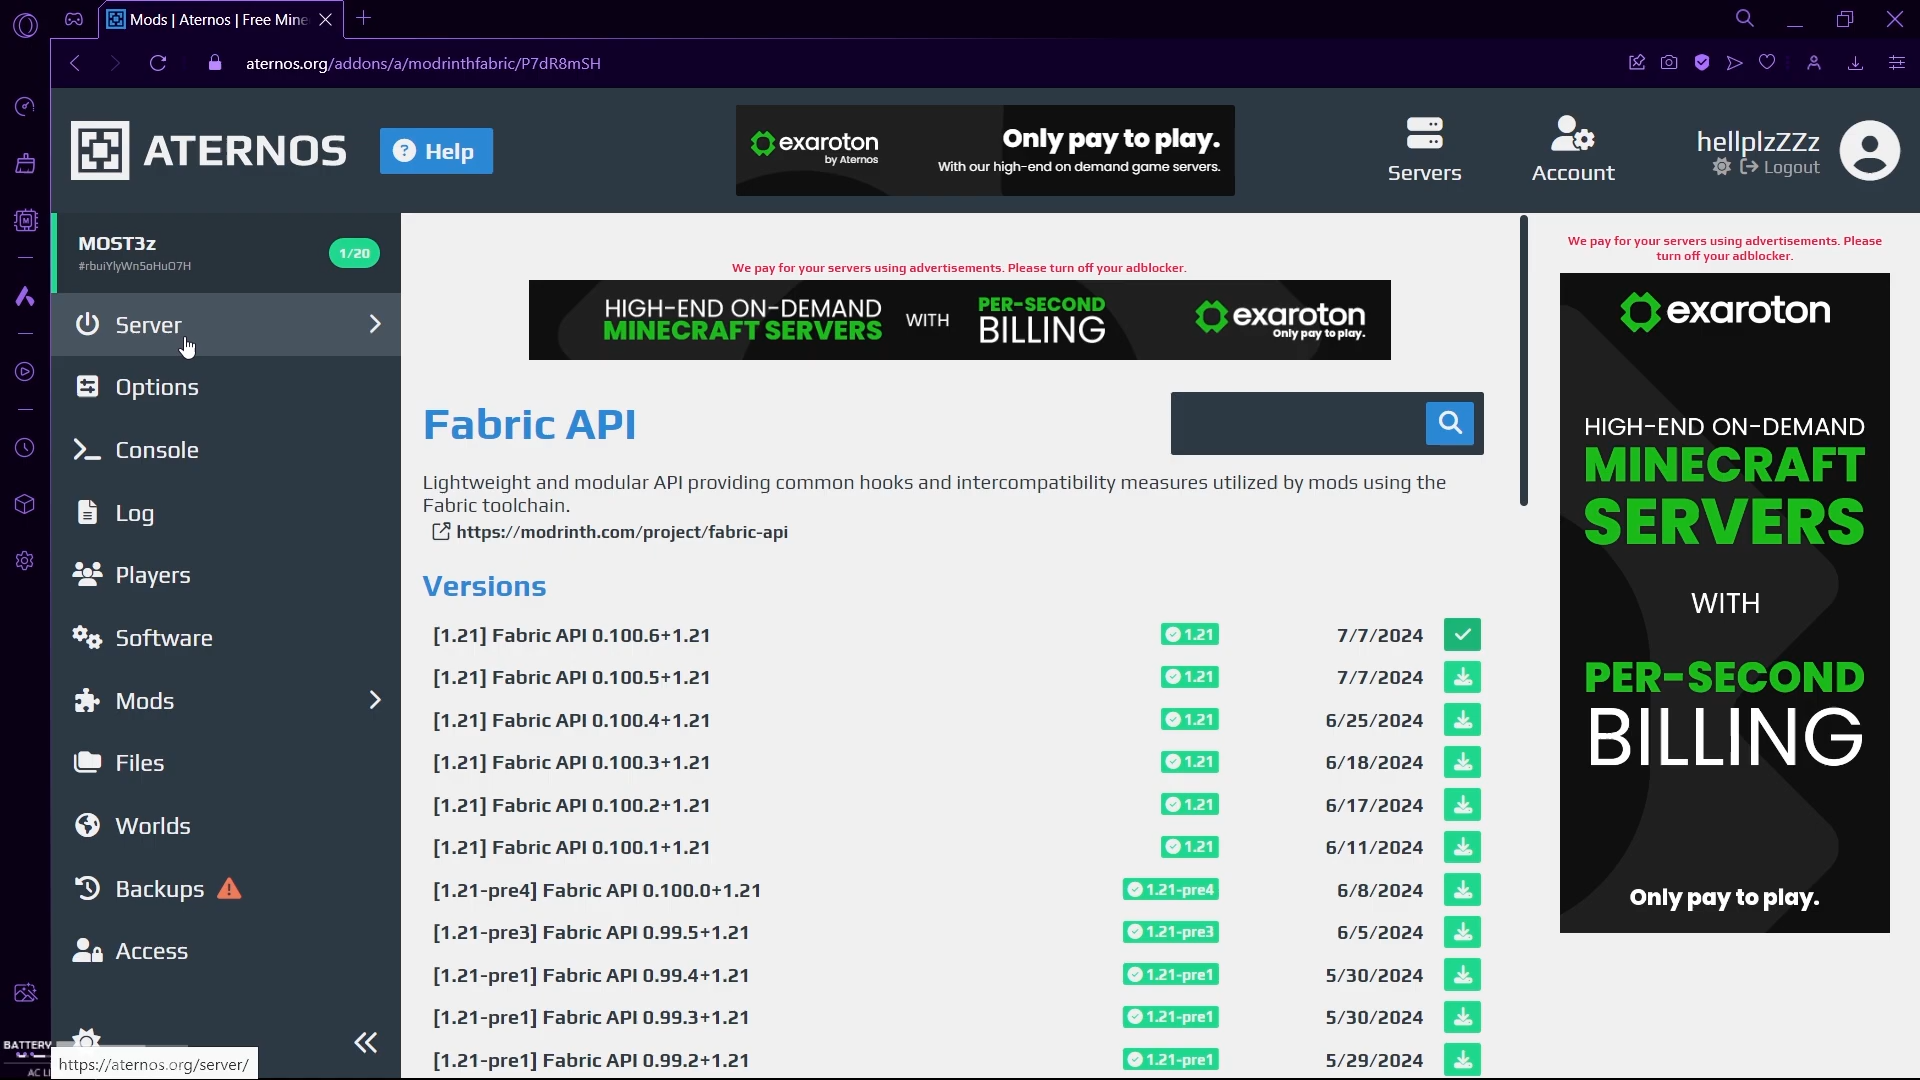 Mods | Aternos | Free Mine
aternos.org/addons/a/modrinthfabric/P7dR8mSH
ATERNOS
Help
exaroton
by Aternos
Only pay to play.
With our high-end on demand game servers.
Servers
Account
hellplzZZz
Logout
MOST3z
#rbuiYlyWn5oHuO7H
1/20
Server
Options
Console
Log
Players
Software
Mods
Files
Worlds
Backups
Access
https://aternos.org/server/
BATTERY
We pay for your servers using advertisements. Please turn off your adblocker.
HIGH-END ON-DEMAND
MINECRAFT SERVERS
WITH
PER-SECOND
BILLING
exaroton
Only pay to play.
Fabric API
Lightweight and modular API providing common hooks and intercompatibility measures utilized by mods using the
Fabric toolchain.
https://modrinth.com/project/fabric-api
Versions
[1.21] Fabric API 0.100.6+1.21 1.21 7/7/2024
[1.21] Fabric API 0.100.5+1.21 1.21 7/7/2024
[1.21] Fabric API 0.100.4+1.21 1.21 6/25/2024
[1.21] Fabric API 0.100.3+1.21 1.21 6/18/2024
[1.21] Fabric API 0.100.2+1.21 1.21 6/17/2024
[1.21] Fabric API 0.100.1+1.21 1.21 6/11/2024
[1.21-pre4] Fabric API 0.100.0+1.21 1.21-pre4 6/8/2024
[1.21-pre3] Fabric API 0.99.5+1.21 1.21-pre3 6/5/2024
[1.21-pre1] Fabric API 0.99.4+1.21 1.21-pre1 5/30/2024
[1.21-pre1] Fabric API 0.99.3+1.21 1.21-pre1 5/30/2024
[1.21-pre1] Fabric API 0.99.2+1.21 1.21-pre1 5/29/2024
We pay for your servers using advertisements. Please
turn off your adblocker.
exaroton
HIGH-END ON-DEMAND
MINECRAFT
SERVERS
WITH
PER-SECOND
BILLING
Only pay to play.